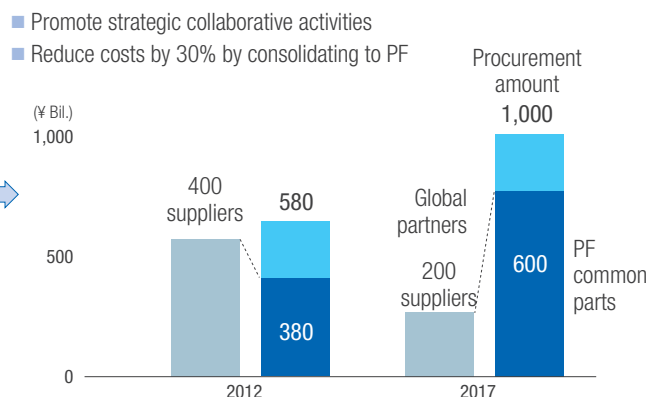 Promote strategic collaborative activities
Reduce costs by 30% by consolidating to PF
Procurement
amount
(¥ Bil.)
1,000
1,000
400
suppliers
580
Global
partners
500
200
suppliers
600
PF
common
parts
380
0
2012
2017